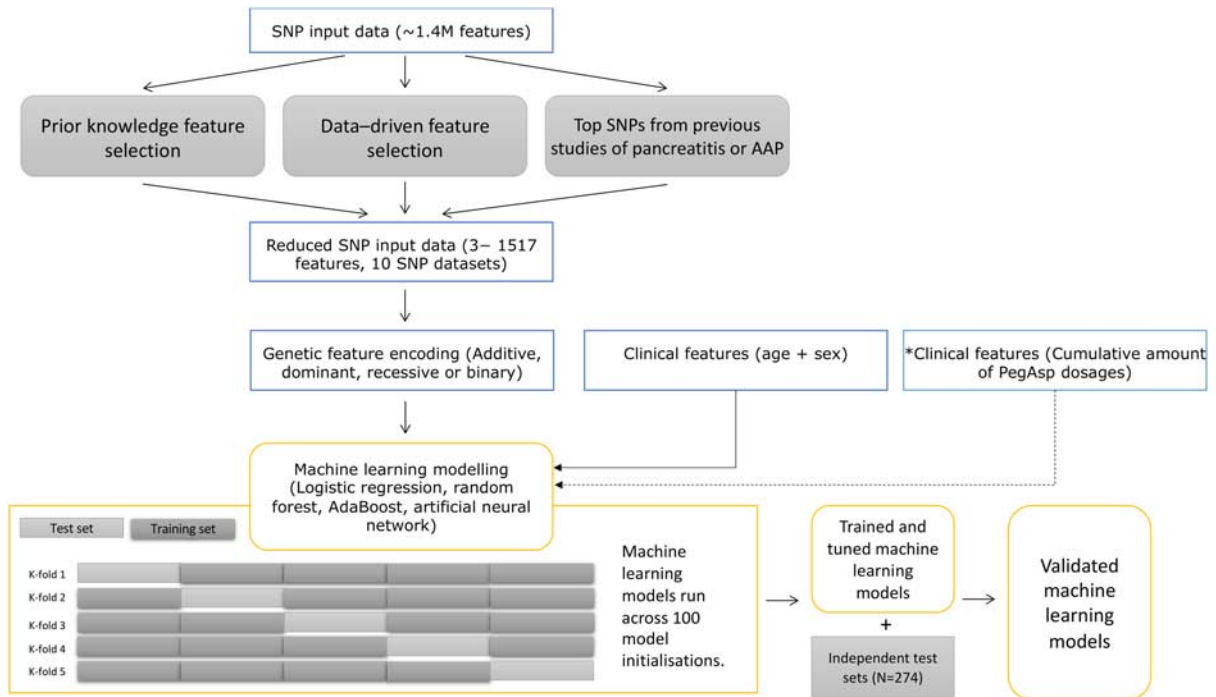 SNP input data (~1.4M features)
Prior knowledge feature
selection
Data–driven feature
selection
Top SNPs from previous
studies of pancreatitis or AAP
Reduced SNP input data (3– 1517
features, 10 SNP datasets)
Genetic feature encoding (Additive,
dominant, recessive or binary)
Clinical features (age + sex)
*Clinical features (Cumulative amount
of PegAsp dosages)
Machine learning modelling
(Logistic regression, random
forest, AdaBoost, artificial neural
network)
Test set
Training set
K-fold 1
K-fold 2
K-fold 3
K-fold 4
K-fold 5
Machine
learning
models run
across 100
model
initialisations.
Trained and
tuned machine
learning
models
+
Independent test
sets (N=274)
Validated
machine
learning
models